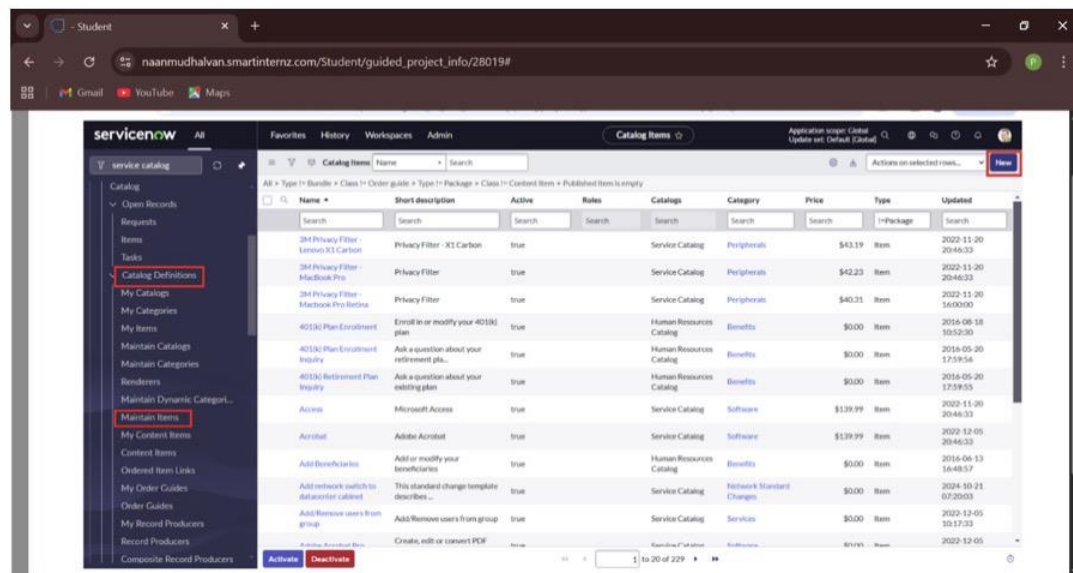 - Student
naanmudhalvan.smartinternz.com/Student/guided_project_info/28019#
P
Gmail YouTube Maps
servicenow All Favorites History Workspaces Admin Catalog Items Application scope: Global
Update set: Default [Global]
service catalog Catalog Items Name Search Actions on selected rows... New
All > Type != Bundle > Class != Order guide > Type != Package > Class != Content Item > Published Item is empty
Name Short description Active Roles Catalogs Category Price Type Updated
Search Search Search Search Search Search Search !=Package Search
Catalog
Open Records
Requests
Items
Tasks
Catalog Definitions
My Catalogs
My Categories
My Items
Maintain Catalogs
Maintain Categories
Renderers
Maintain Dynamic Categori...
Maintain Items
My Content Items
Content Items
Ordered Item Links
My Order Guides
Order Guides
My Record Producers
Record Producers
Composite Record Producers
3M Privacy Filter - Privacy Filter - X1 Carbon true Service Catalog Peripherals $43.19 Item 2022-11-20
Lenovo X1 Carbon 20:46:33
3M Privacy Filter - Privacy Filter true Service Catalog Peripherals $42.23 Item 2022-11-20
MacBook Pro 20:46:33
3M Privacy Filter - Privacy Filter true Service Catalog Peripherals $40.31 Item 2022-11-20
Macbook Pro Retina 16:00:00
401(k) Plan Enrollment Enroll in or modify your 401(k) true Human Resources Benefits $0.00 Item 2016-08-18
plan Catalog 10:52:30
401(k) Plan Enrollment Ask a question about your true Human Resources Benefits $0.00 Item 2016-05-20
Inquiry retirement pla... Catalog 17:59:56
401(k) Retirement Plan Ask a question about your true Human Resources Benefits $0.00 Item 2016-05-20
Inquiry existing plan Catalog 17:59:55
Access Microsoft Access true Service Catalog Software $139.99 Item 2022-11-20
20:46:33
Acrobat Adobe Acrobat true Service Catalog Software $139.99 Item 2022-12-05
20:46:33
Add Beneficiaries Add or modify your true Human Resources Benefits $0.00 Item 2016-06-13
beneficiaries Catalog 16:48:57
Add network switch to This standard change template true Service Catalog Network Standard $0.00 Item 2024-10-21
datacenter cabinet describes ... Changes 07:20:03
Add/Remove users from Add/Remove users from group true Service Catalog Services $0.00 Item 2022-12-05
group 10:17:33
Adobe Acrobat Pro Create, edit or convert PDF true Service Catalog Software $0.00 Item 2022-12-05
Activate Deactivate 1 to 20 of 229